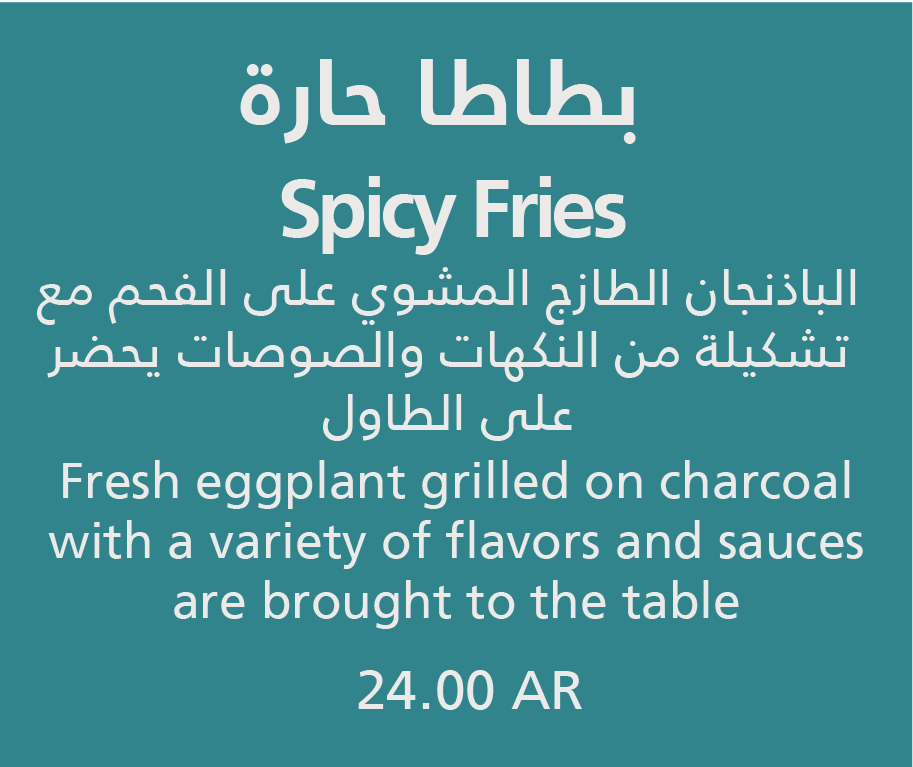 بطاطا حارة
Spicy Fries
الباذنجان الطازج المشوي على الفحم مع
تشكيلة من النكهات والصوصات يحضر
على الطاول
Fresh eggplant grilled on charcoal
with a variety of flavors and sauces
are brought to the table
24.00 AR